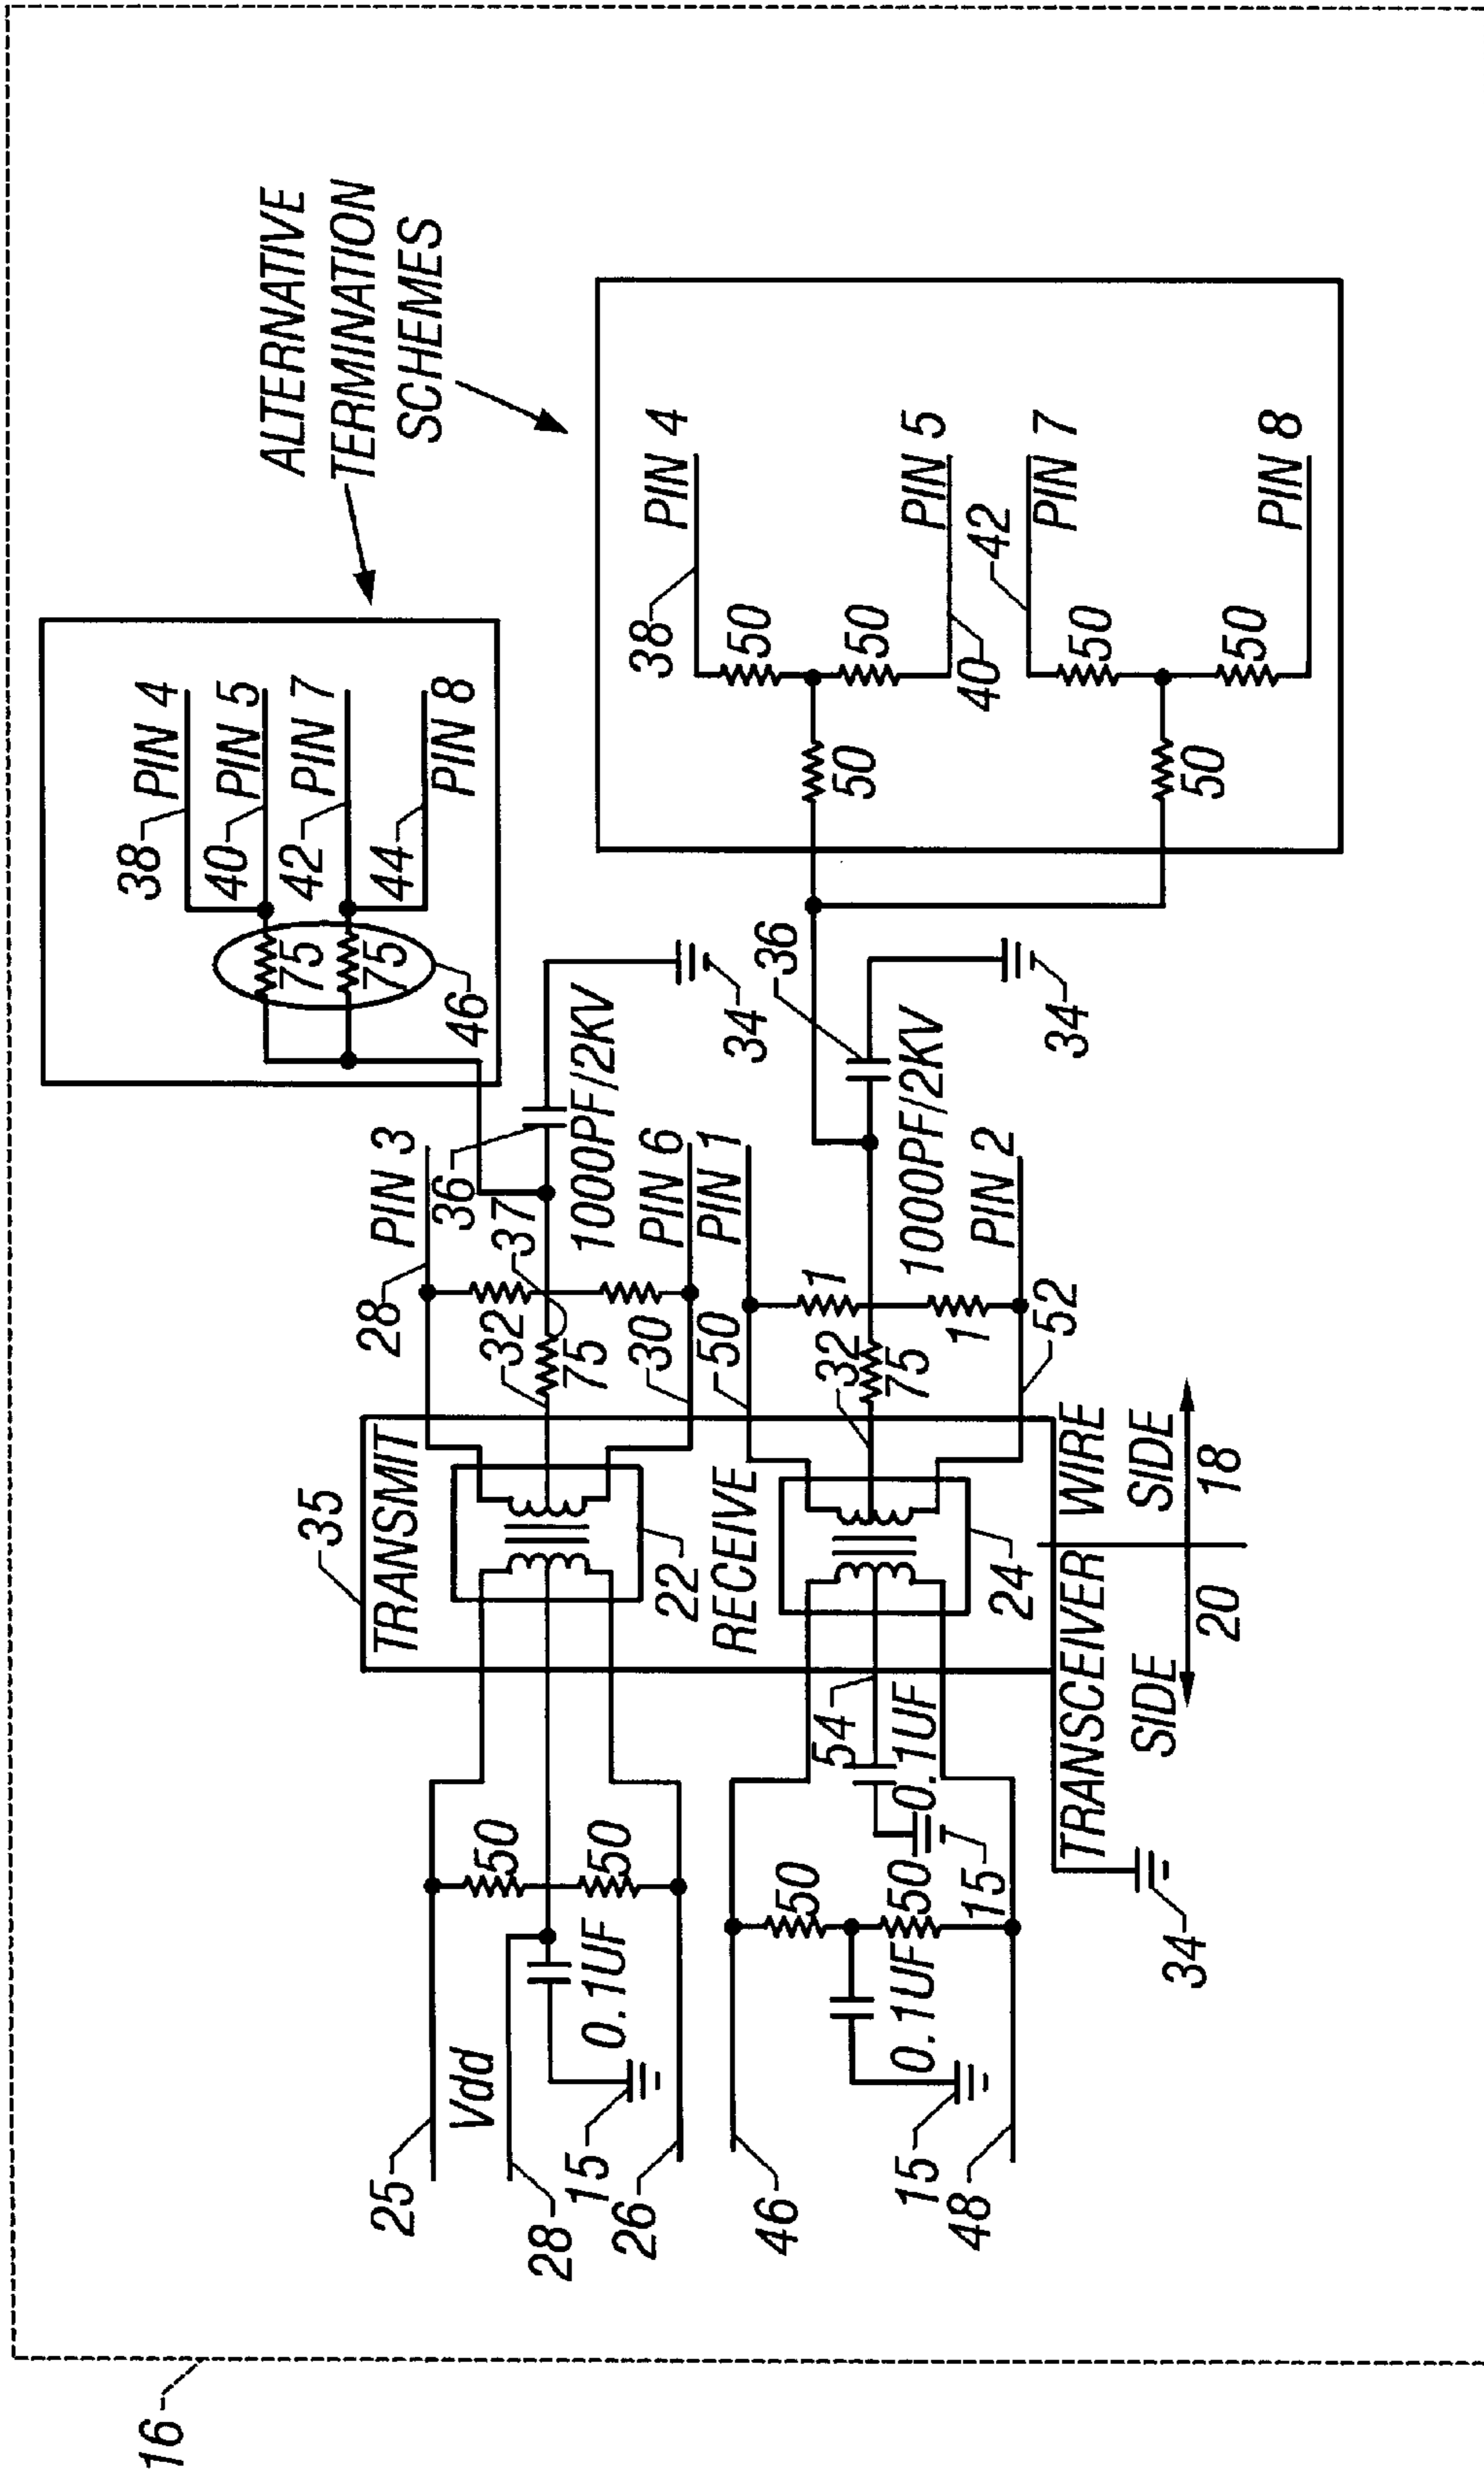 16
ALTERNATIVE
TERMINATION
SCHEMES
38
PIN 4
40
PIN 5
42
PIN 7
44
PIN 8
75
75
46
35
TRANSMIT
28
PIN 3
36
37
25
Vdd
50
50
32
75
1000PF/2KV
34
28
15
0.1UF
26
22
30
PIN 6
RECEIVE
50
PIN 1
36
46
50
54
32
75
1
1000PF/2KV
34
15
0.1UF
50
0.1UF
15
48
24
1
PIN 2
52
38
PIN 4
50
50
50
40
PIN 5
42
PIN 7
50
50
50
PIN 8
34
TRANSCEIVER
SIDE
20
WIRE
SIDE
18